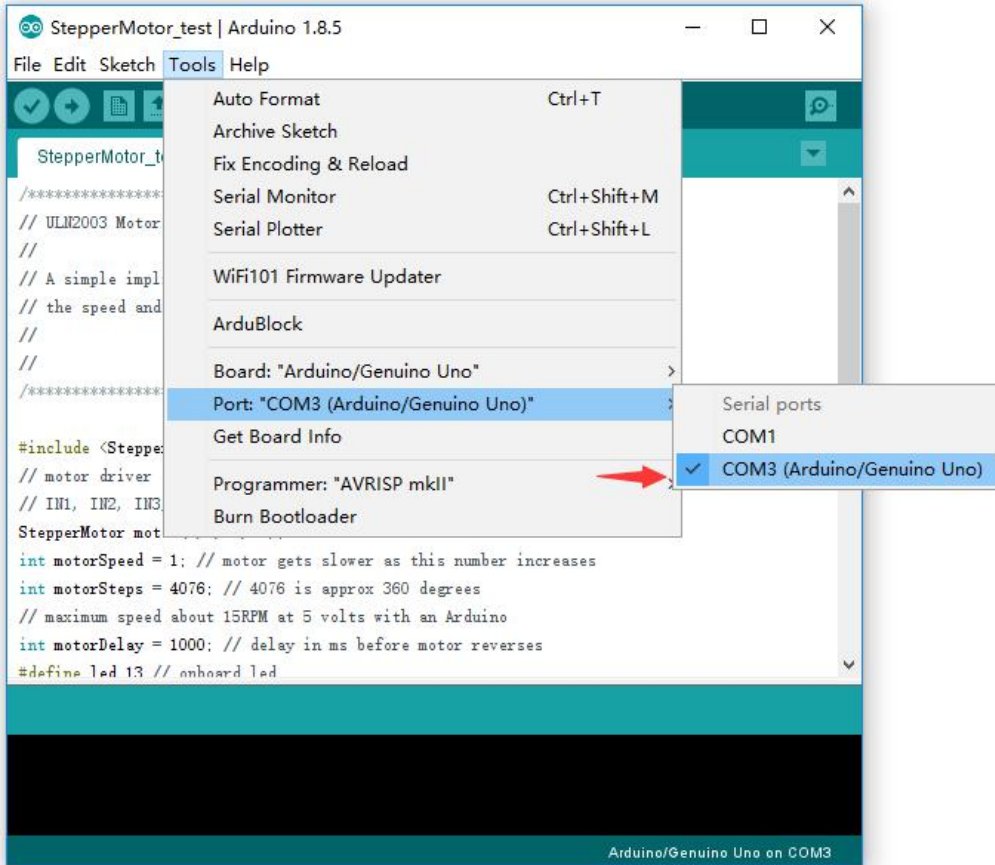 StepperMotor_test | Arduino 1.8.5
File Edit Sketch Tools Help
Auto Format Ctrl+T
Archive Sketch
Fix Encoding & Reload
Serial Monitor Ctrl+Shift+M
Serial Plotter Ctrl+Shift+L
WiFi101 Firmware Updater
ArduBlock
Board: "Arduino/Genuino Uno"
Port: "COM3 (Arduino/Genuino Uno)"
Get Board Info
Programmer: "AVRISP mkII"
Burn Bootloader
Serial ports
COM1
COM3 (Arduino/Genuino Uno)
StepperMotor_t
/***************
// ULN2003 Motor
//
// A simple impl
// the speed and
//
//
/***************
#include <Steppe
// motor driver
// IN1, IN2, IN3
StepperMotor mot
int motorSpeed = 1; // motor gets slower as this number increases
int motorSteps = 4076; // 4076 is approx 360 degrees
// maximum speed about 15RPM at 5 volts with an Arduino
int motorDelay = 1000; // delay in ms before motor reverses
#define led 13 // onboard led
Arduino/Genuino Uno on COM3